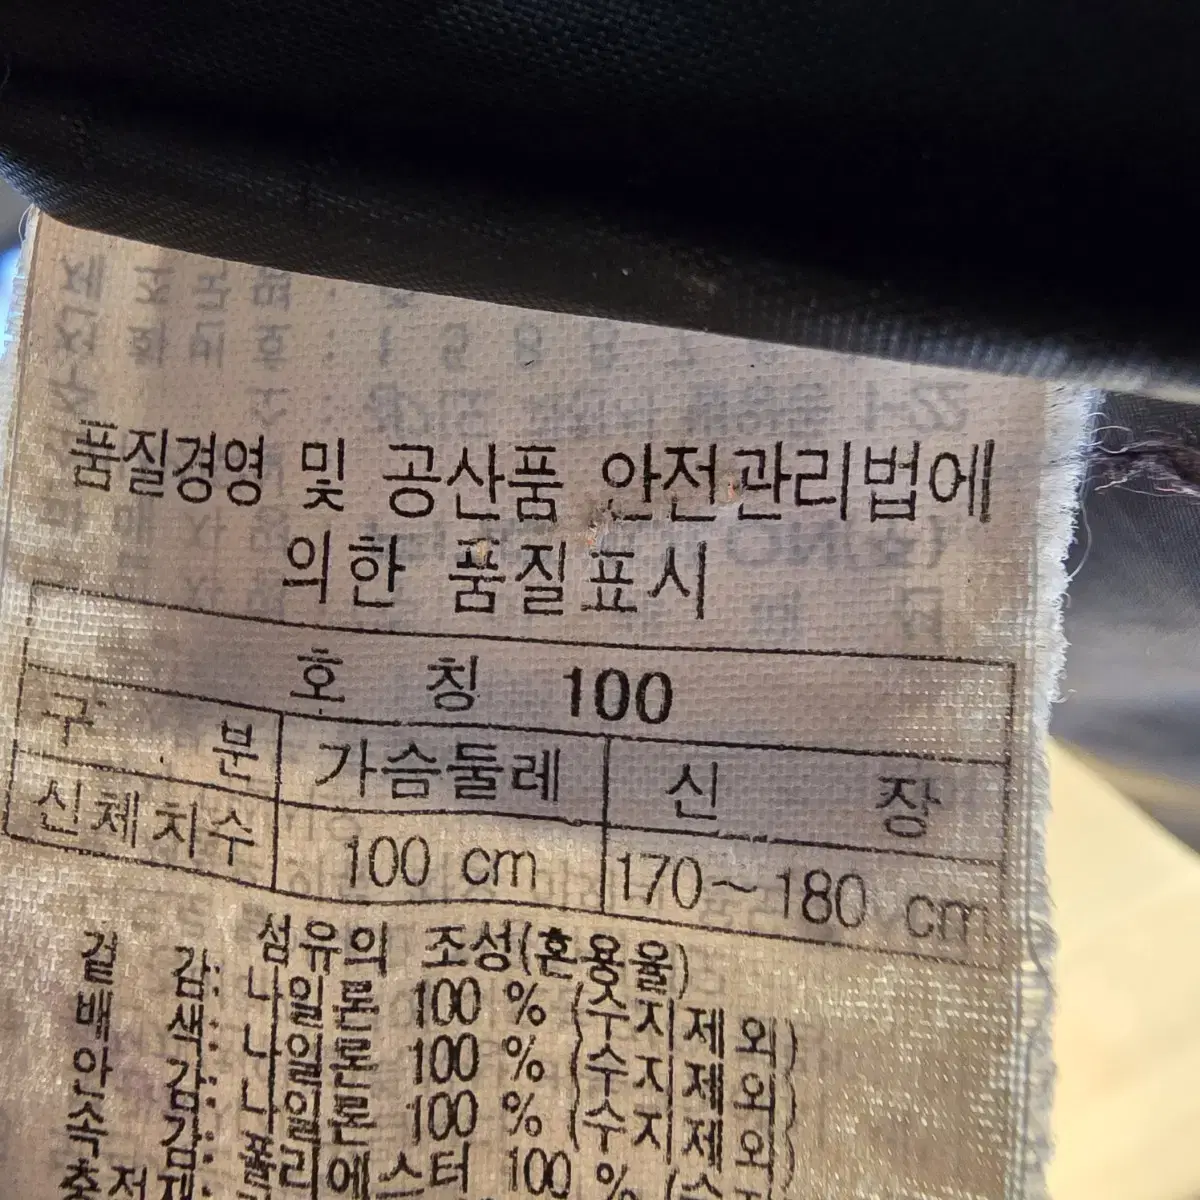 품질경영 및 공산품 안전관리법에
의한 품질표시
호 칭 100
구 분 가슴둘레 신 장
신체치수 100 cm 170~180 cm
섬유의 조성(혼용율)
겉 감: 나일론 100 % (수지제외)
배 색: 나일론 100 % (수지제외)
안 감: 나일론 100 % (수지제외)
속 감: 폴리에스터 100 %
충전재: